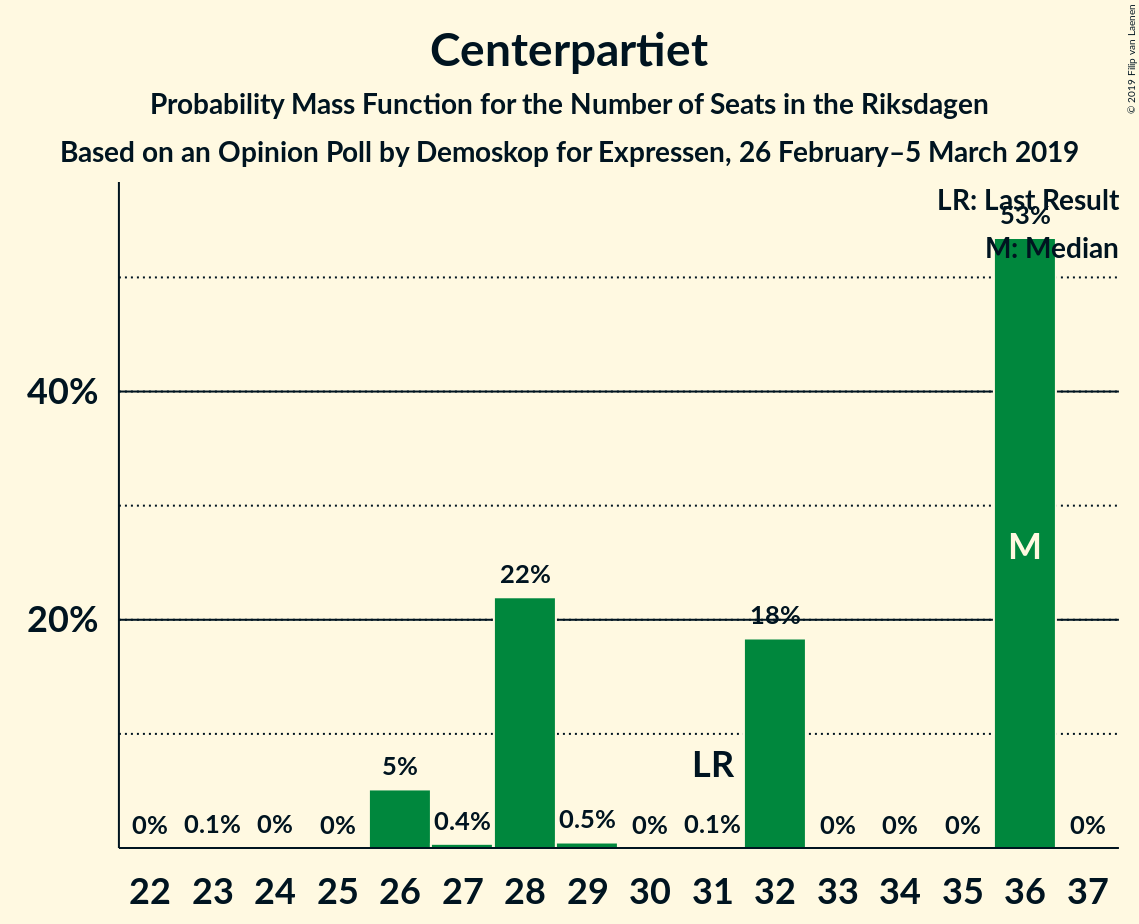 © 2019 Filip van Laenen
Centerpartiet
Probability Mass Function for the Number of Seats in the Riksdagen
Based on an Opinion Poll by Demoskop for Expressen, 26 February–5 March 2019
LR: Last Result
53%
M: Median
40%
M
22%
20%
18%
LR
5%
0% 0.1% 0% 0% 0.4% 0.5% 0% 0.1% 0% 0% 0% 0%
22 23 24 25 26 27 28 29 30 31 32 33 34 35 36 37